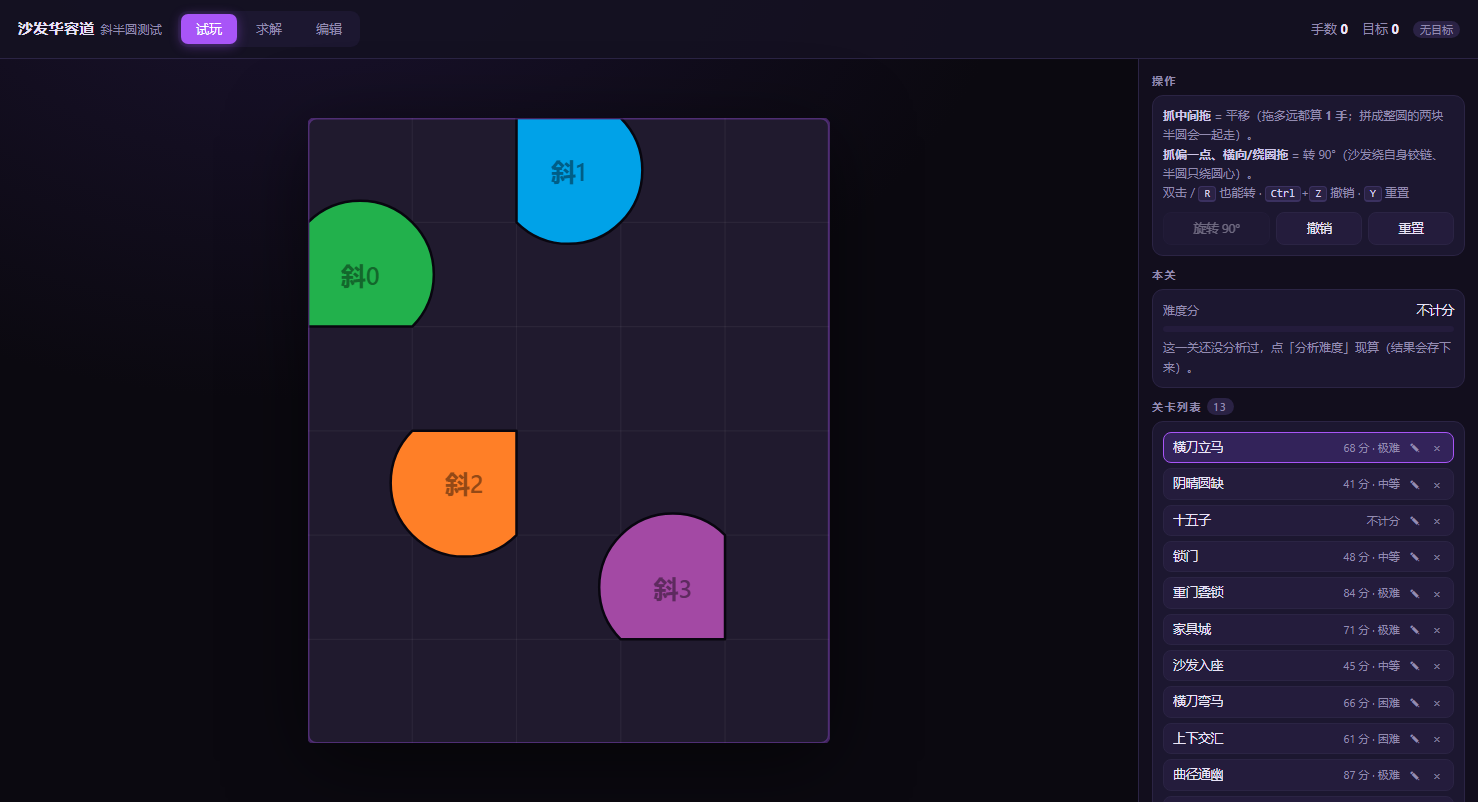 沙发华容道 斜半圆测试 试玩 求解 编辑 手数 0 目标 0 无目标
操作
抓中间拖 = 平移（拖多远都算 1 手；拼成整圆的两块
半圆会一起走）。
抓偏一点、横向/绕圆拖 = 转 90°（沙发绕自身铰链、
半圆只绕圆心）。
双击 / R 也能转 · Ctrl + Z 撤销 · Y 重置
旋转 90° 撤销 重置
本关
难度分 不计分
这一关还没分析过，点「分析难度」现算（结果会存下
来）。
关卡列表 13
横刀立马 68 分 · 极难 ×
阴晴圆缺 41 分 · 中等 ×
十五子 不计分 ×
锁门 48 分 · 中等 ×
重门叠锁 84 分 · 极难 ×
家具城 71 分 · 极难 ×
沙发入座 45 分 · 中等 ×
横刀弯马 66 分 · 困难 ×
上下交汇 61 分 · 困难 ×
曲径通幽 87 分 · 极难 ×
斜1
斜0
斜2
斜3